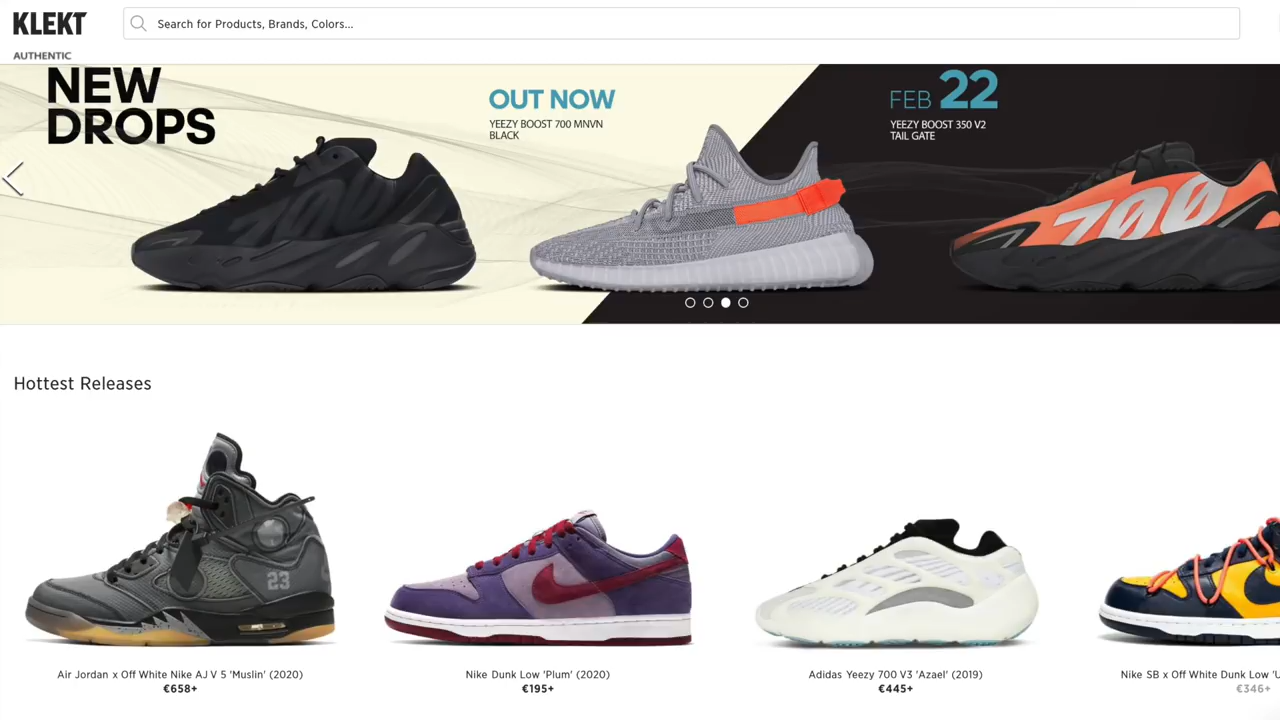 KLEKT
Search for Products, Brands, Colors...
AUTHENTIC
NEW
DROPS
OUT NOW
YEEZY BOOST 700 MNVN
BLACK
FEB 22
YEEZY BOOST 350 V2
TAIL GATE
700
Hottest Releases
23
Air Jordan x Off White Nike AJ V 5 'Muslin' (2020)
€658+
Nike Dunk Low 'Plum' (2020)
€195+
Adidas Yeezy 700 V3 'Azael' (2019)
€445+
Nike SB x Off White Dunk Low 'U
€346+